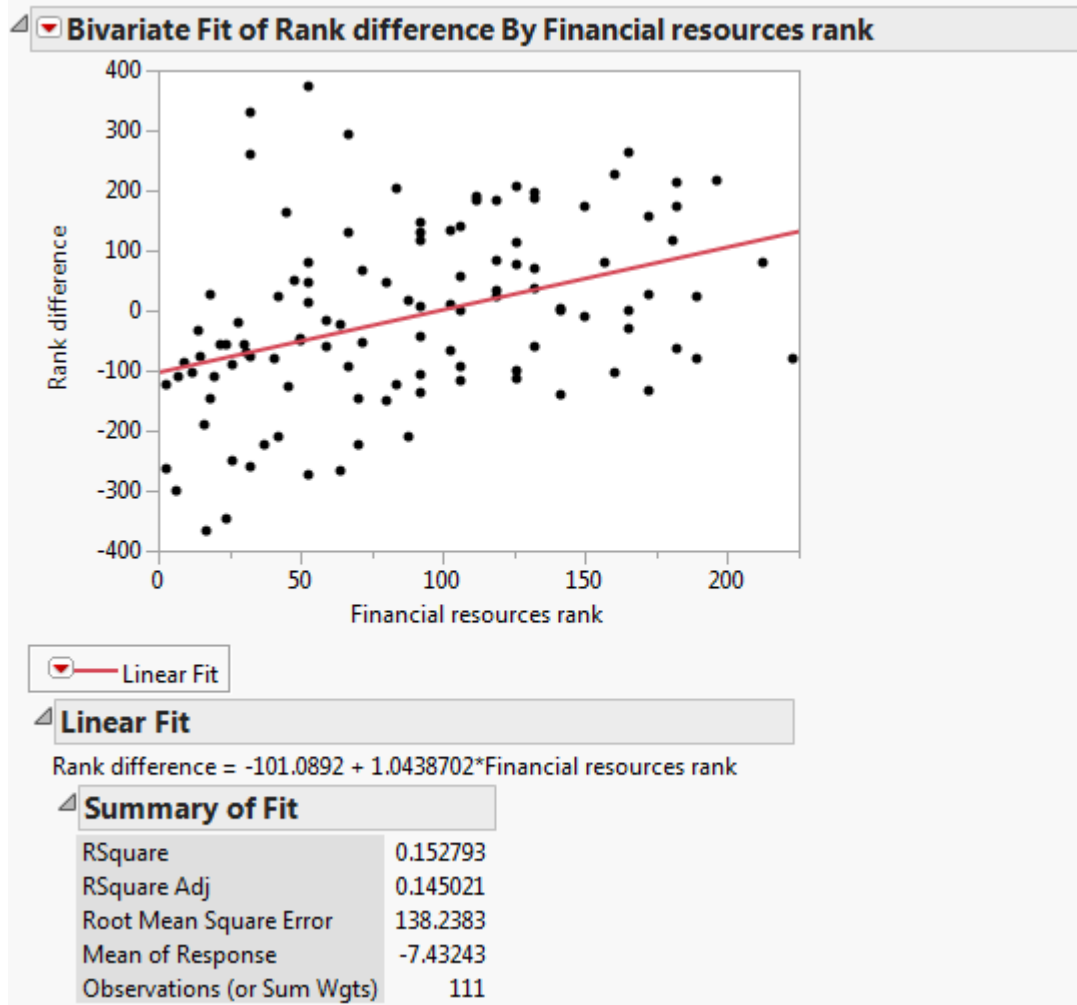 Bivariate Fit of Rank difference By Financial resources rank
400
300
200
100
0
-100
-200
-300
-400
Rank difference
0 50 100 150 200
Financial resources rank
Linear Fit
Linear Fit
Rank difference = -101.0892 + 1.0438702*Financial resources rank
Summary of Fit
RSquare 0.152793
RSquare Adj 0.145021
Root Mean Square Error 138.2383
Mean of Response -7.43243
Observations (or Sum Wgts) 111